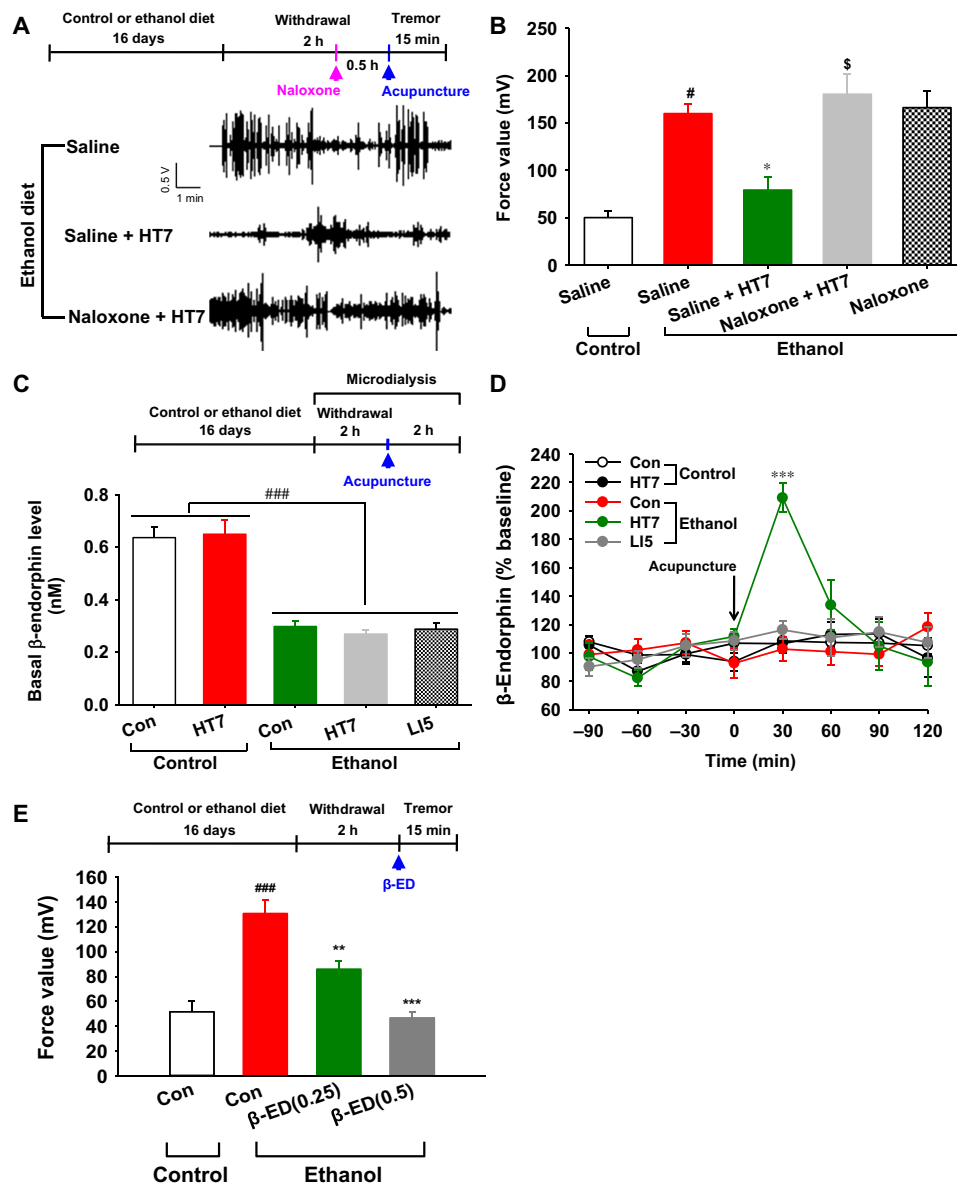 A
Control or ethanol diet Withdrawal Tremor
16 days 2 h 15 min
0.5 h
Naloxone Acupuncture
Ethanol diet
Saline
0.5 V
1 min
Saline + HT7
Naloxone + HT7
B
Force value (mV)
250
200
150
100
50
0
# * $
Saline Saline Saline + HT7 Naloxone + HT7 Naloxone
Control Ethanol
C
Microdialysis
Control or ethanol diet Withdrawal
16 days 2 h 2 h
Acupuncture
Basal β-endorphin level
(nM)
0.8
0.6
0.4
0.2
0.0
###
Con HT7 Con HT7 LI5
Control Ethanol
D
β-Endorphin (% baseline)
240
220
200
180
160
140
120
100
80
60
Con
HT7
Control
Con
HT7
LI5
Ethanol
Acupuncture
***
–90 –60 –30 0 30 60 90 120
Time (min)
E
Control or ethanol diet Withdrawal Tremor
16 days 2 h 15 min
β-ED
Force value (mV)
160
140
120
100
80
60
40
20
0
###
**
***
Con Con β-ED(0.25) β-ED(0.5)
Control Ethanol